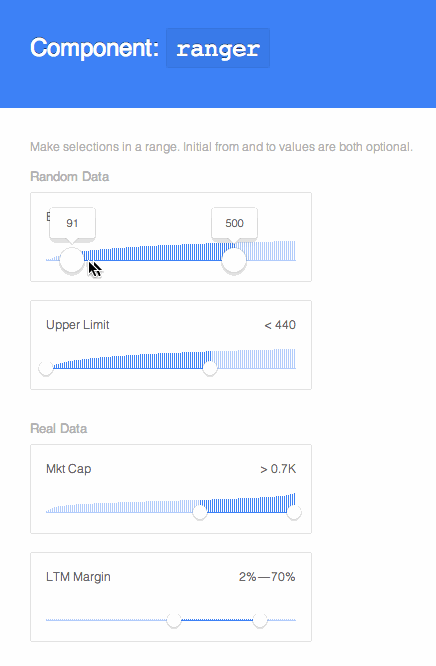 Component: ranger
Make selections in a range. Initial from and to values are both optional.
Random Data
91
500
Upper Limit
< 440
Real Data
Mkt Cap
> 0.7K
LTM Margin
2%—70%